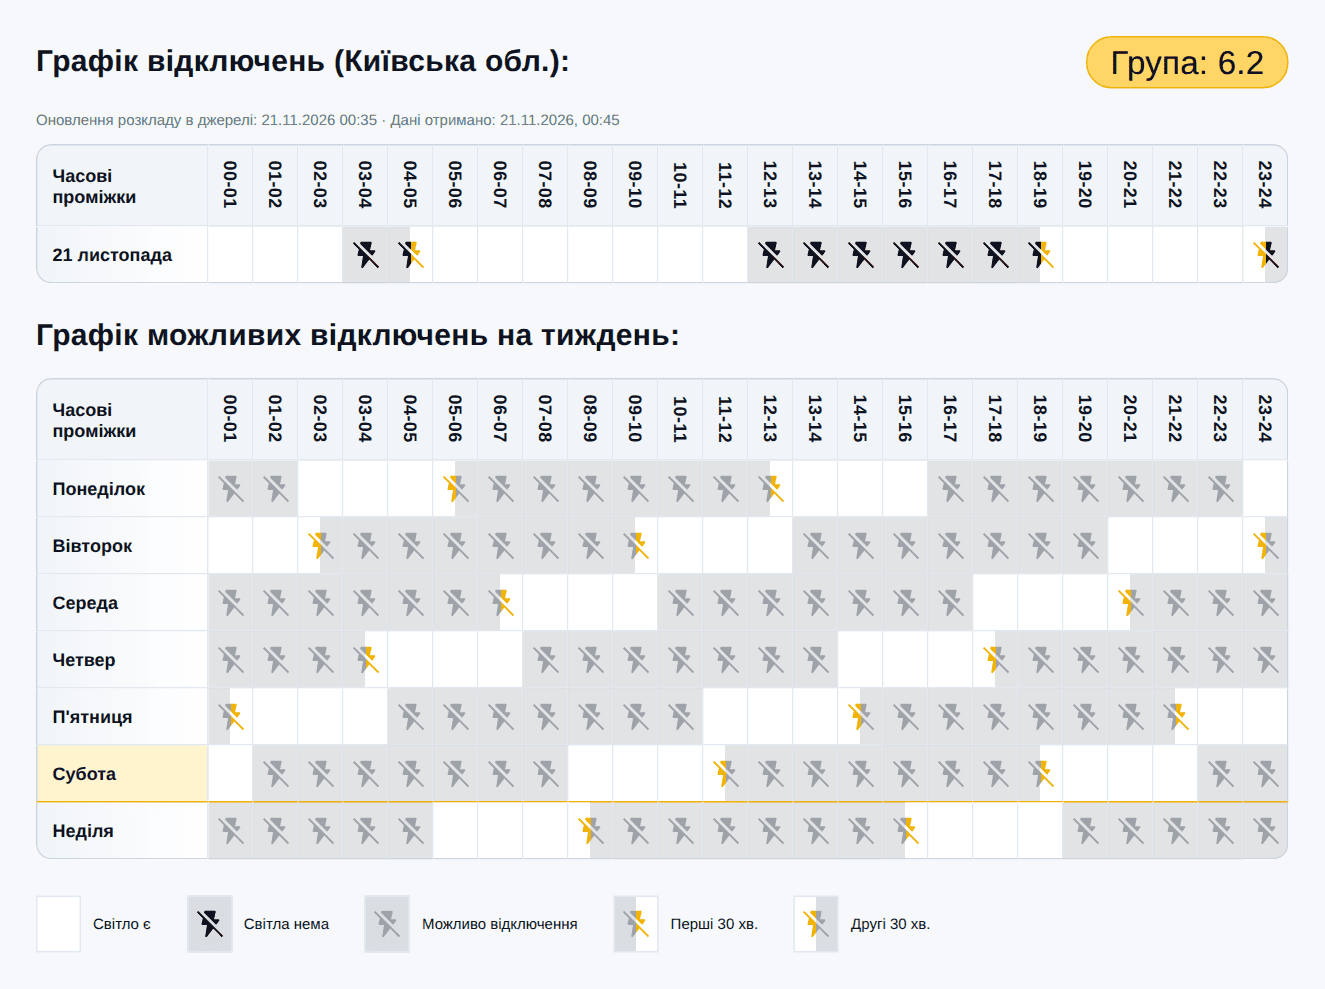 Графік відключень (Київська обл.):
Група: 6.2
Оновлення розкладу в джерелі: 21.11.2026 00:35 · Дані отримано: 21.11.2026, 00:45
Часові
проміжки
00-01 01-02 02-03 03-04 04-05 05-06 06-07 07-08 08-09 09-10 10-11 11-12 12-13 13-14 14-15 15-16 16-17 17-18 18-19 19-20 20-21 21-22 22-23 23-24
21 листопада
Графік можливих відключень на тиждень:
Часові
проміжки
00-01 01-02 02-03 03-04 04-05 05-06 06-07 07-08 08-09 09-10 10-11 11-12 12-13 13-14 14-15 15-16 16-17 17-18 18-19 19-20 20-21 21-22 22-23 23-24
Понеділок
Вівторок
Середа
Четвер
П'ятниця
Субота
Неділя
Світло є
Світла нема
Можливо відключення
Перші 30 хв.
Другі 30 хв.